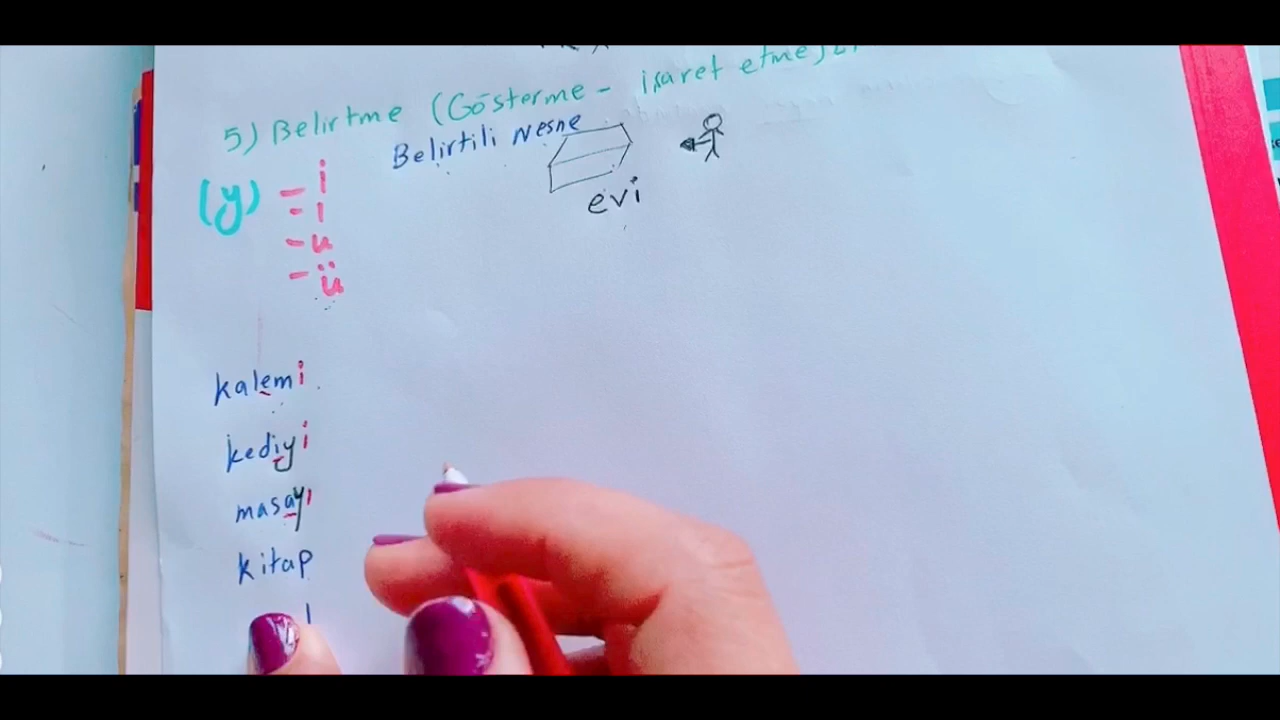 5) Belirtme (Gösterme - işaret etme)
Belirtili Nesne
(y) -i
-ı
-u
-ü
evi
kalemi
kediyi
masayı
kitap